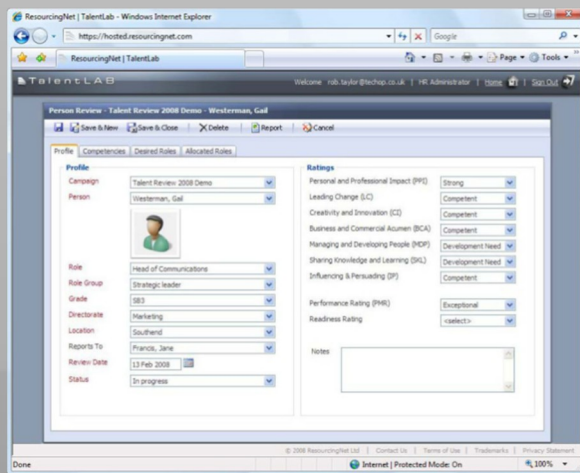 ResourcingNet | TalentLab - Windows Internet Explorer
https://hosted.resourcingnet.com
Google
ResourcingNet | TalentLab
Page
Tools
TalentLAB
Welcome rob.taylor@techop.co.uk | HR Administrator | Home | Sign Out
Person Review - Talent Review 2008 Demo - Westerman, Gail
Save & New
Save & Close
Delete
Report
Cancel
Profile
Competencies
Desired Roles
Allocated Roles
Profile
Campaign
Talent Review 2008 Demo
Person
Westerman, Gail
Role
Head of Communications
Role Group
Strategic leader
Grade
SB3
Directorate
Marketing
Location
Southend
Reports To
Francis, Jane
Review Date
13 Feb 2008
Status
In progress
Ratings
Personal and Professional Impact (PPI)
Strong
Leading Change (LC)
Competent
Creativity and Innovation (CI)
Competent
Business and Commercial Acumen (BCA)
Competent
Managing and Developing People (MDP)
Development Need
Sharing Knowledge and Learning (SKL)
Development Need
Influencing & Persuading (IP)
Competent
Performance Rating (PMR)
Exceptional
Readiness Rating
<select>
Notes
© 2008 ResourcingNet Ltd | Contact Us | Terms of Use | Trademarks | Privacy Statement
Done
Internet | Protected Mode: On
100%